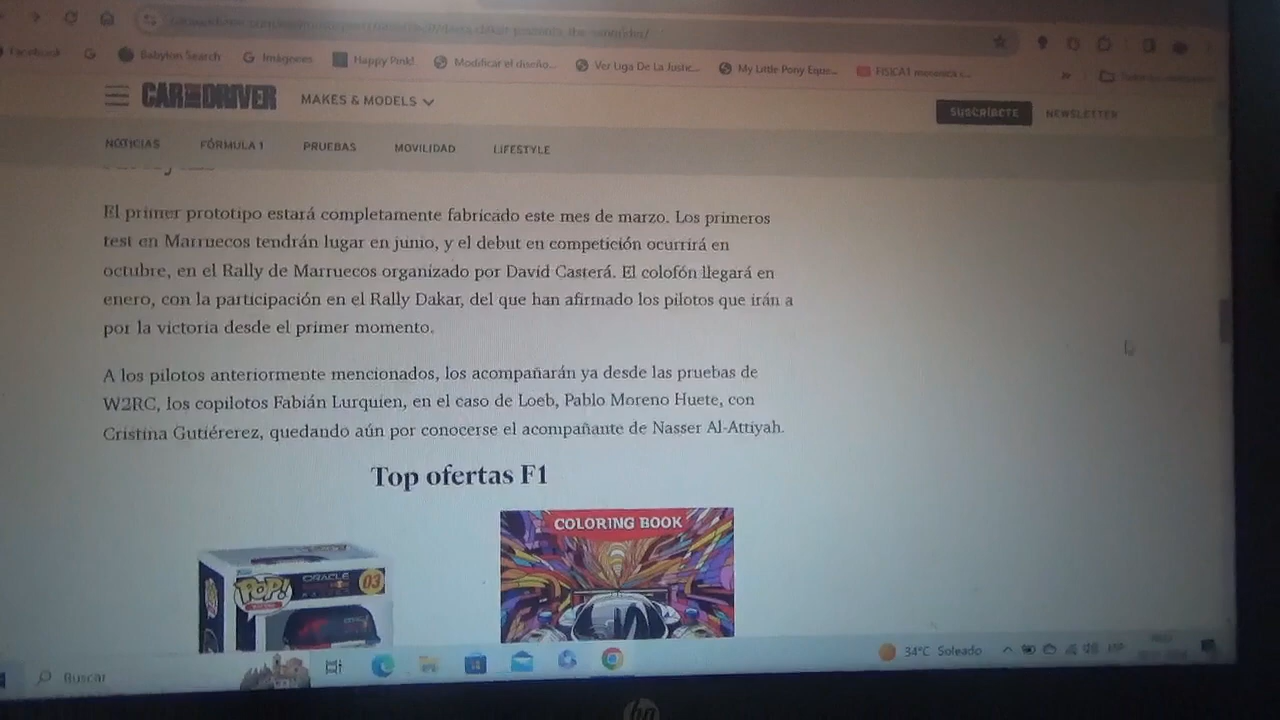 Facebook
Babylon Search
Imágenes
Happy Pink!
Modificar el diseño...
Ver Liga De La Justic...
My Little Pony Eque...
CAR AND DRIVER
MAKES & MODELS
SUSCRÍBETE
NEWSLETTER
NOTICIAS
FÓRMULA 1
PRUEBAS
MOVILIDAD
LIFESTYLE
El primer prototipo estará completamente fabricado este mes de marzo. Los primeros
test en Marruecos tendrán lugar en junio, y el debut en competición ocurrirá en
octubre, en el Rally de Marruecos organizado por David Casterá. El colofón llegará en
enero, con la participación en el Rally Dakar, del que han afirmado los pilotos que irán a
por la victoria desde el primer momento.
A los pilotos anteriormente mencionados, los acompañarán ya desde las pruebas de
W2RC, los copilotos Fabián Lurquien, en el caso de Loeb, Pablo Moreno Huete, con
Cristina Gutiérerez, quedando aún por conocerse el acompañante de Nasser Al-Attiyah.
Top ofertas F1
POP!
ORACLE
03
COLORING BOOK
Buscar
34°C Soleado
ESP
hp